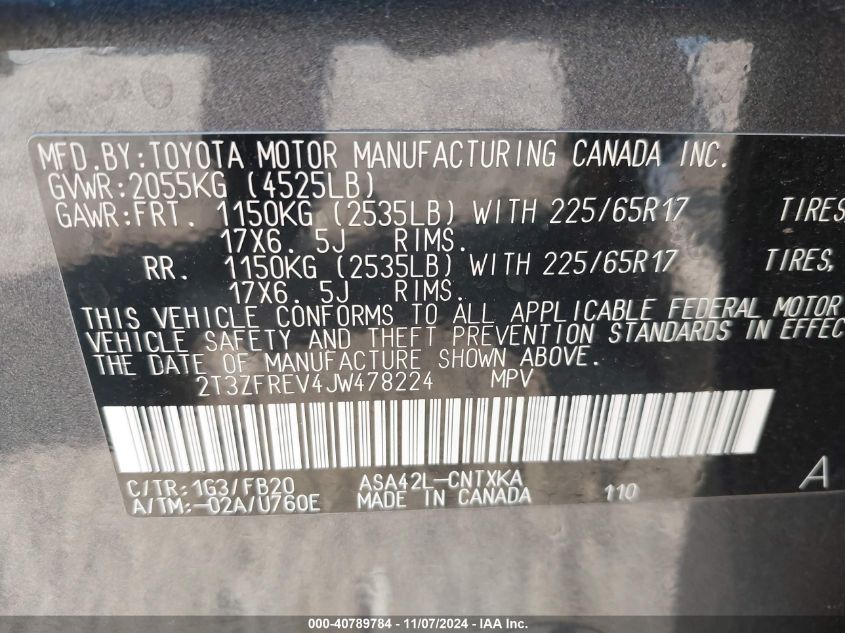 MFD.BY:TOYOTA MOTOR MANUFACTURING CANADA INC.
GVWR:2055KG (4525LB)
GAWR:FRT. 1150KG (2535LB) WITH 225/65R17 TIRES,
17X6. 5J RIMS.
RR. 1150KG (2535LB) WITH 225/65R17 TIRES,
17X6. 5J RIMS.
THIS VEHICLE CONFORMS TO ALL APPLICABLE FEDERAL MOTOR
VEHICLE SAFETY AND THEFT PREVENTION STANDARDS IN EFFEC
THE DATE OF MANUFACTURE SHOWN ABOVE.
2T3ZFREV4JW478224 MPV
C/TR:1G3/FB20 ASA42L-CNTXKA 110 A
A/TM:-02A/U760E MADE IN CANADA
000-40789784 - 11/07/2024 - IAA Inc.